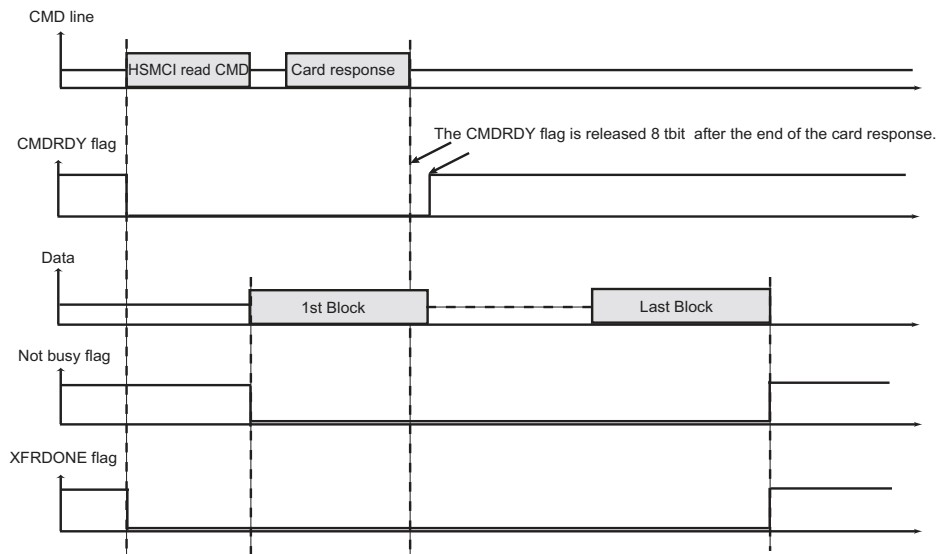 CMD line
HSMCI read CMD
Card response
The CMDRDY flag is released 8 tbit after the end of the card response.
CMDRDY flag
Data
1st Block
Last Block
Not busy flag
XFRDONE flag